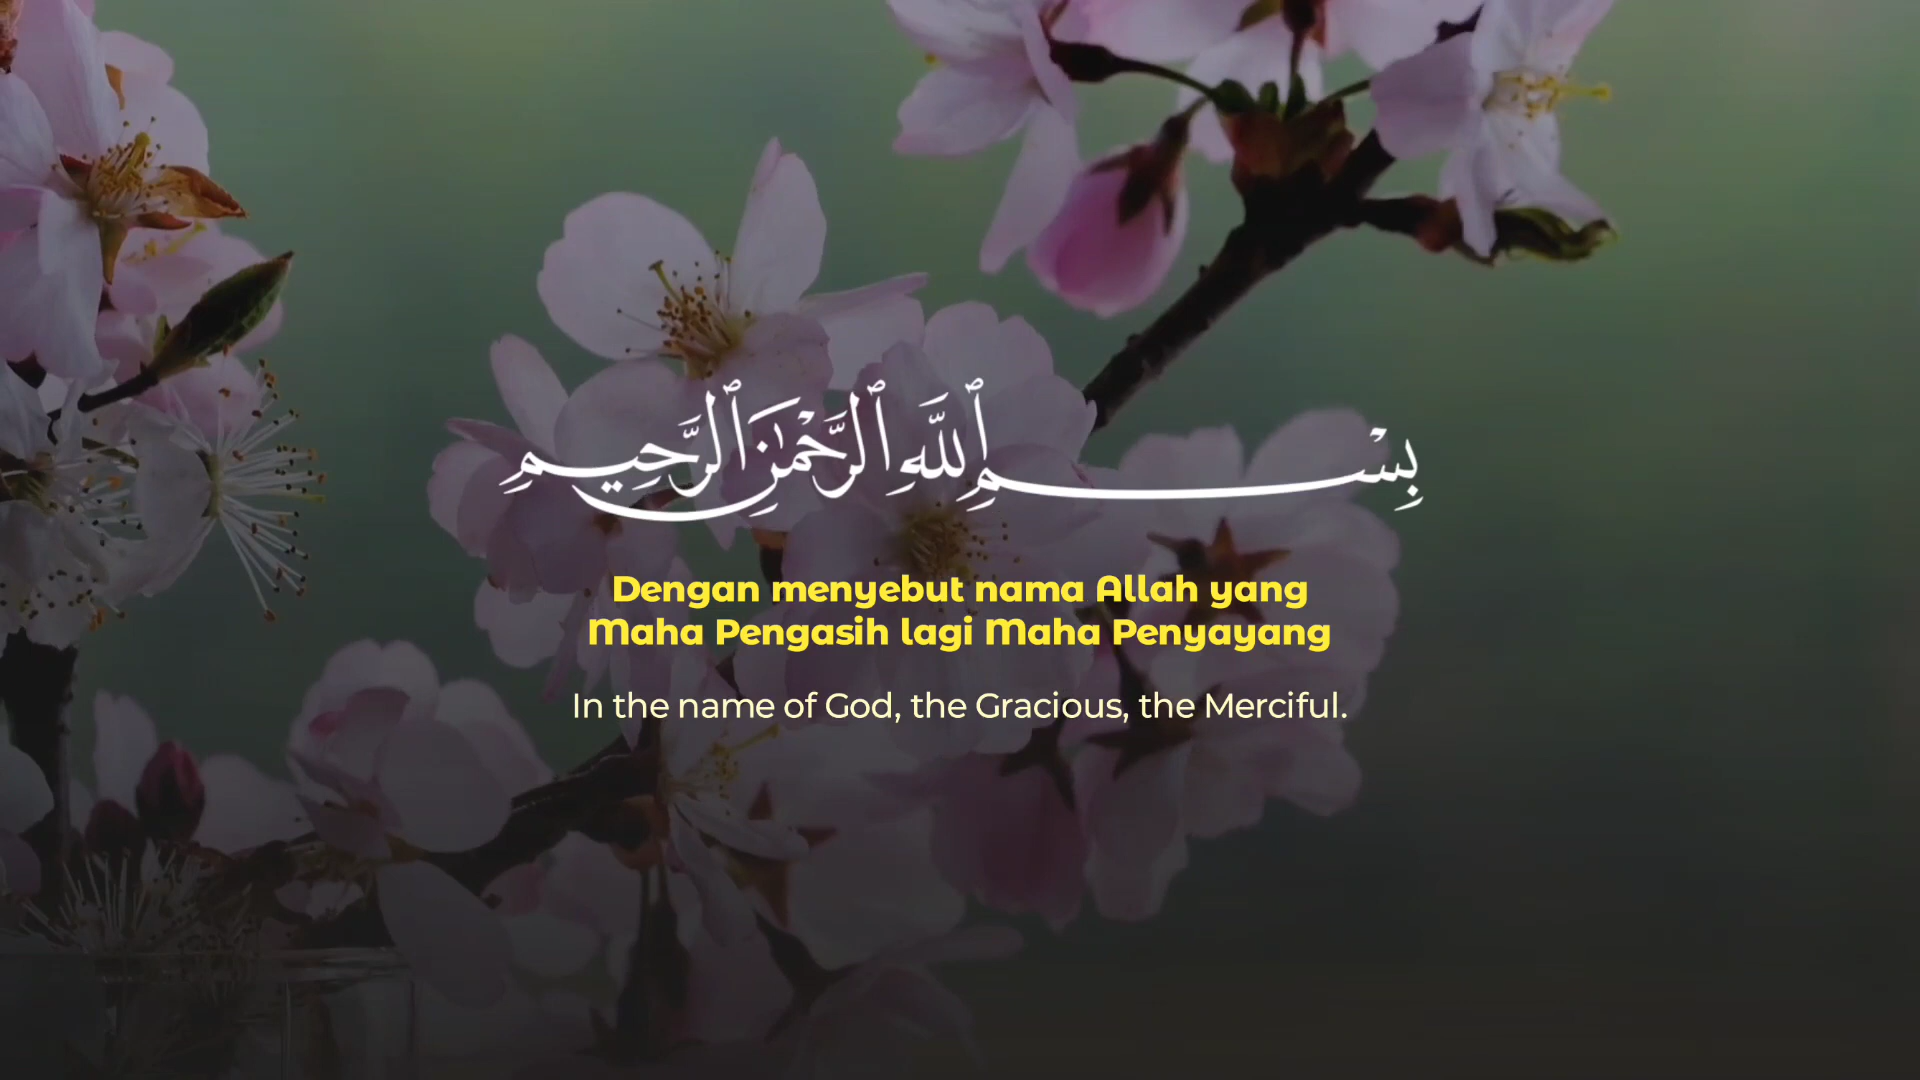 بِسْمِ ٱللَّهِ ٱلرَّحْمَٰنِ ٱلرَّحِيمِ
Dengan menyebut nama Allah yang
Maha Pengasih lagi Maha Penyayang
In the name of God, the Gracious, the Merciful.